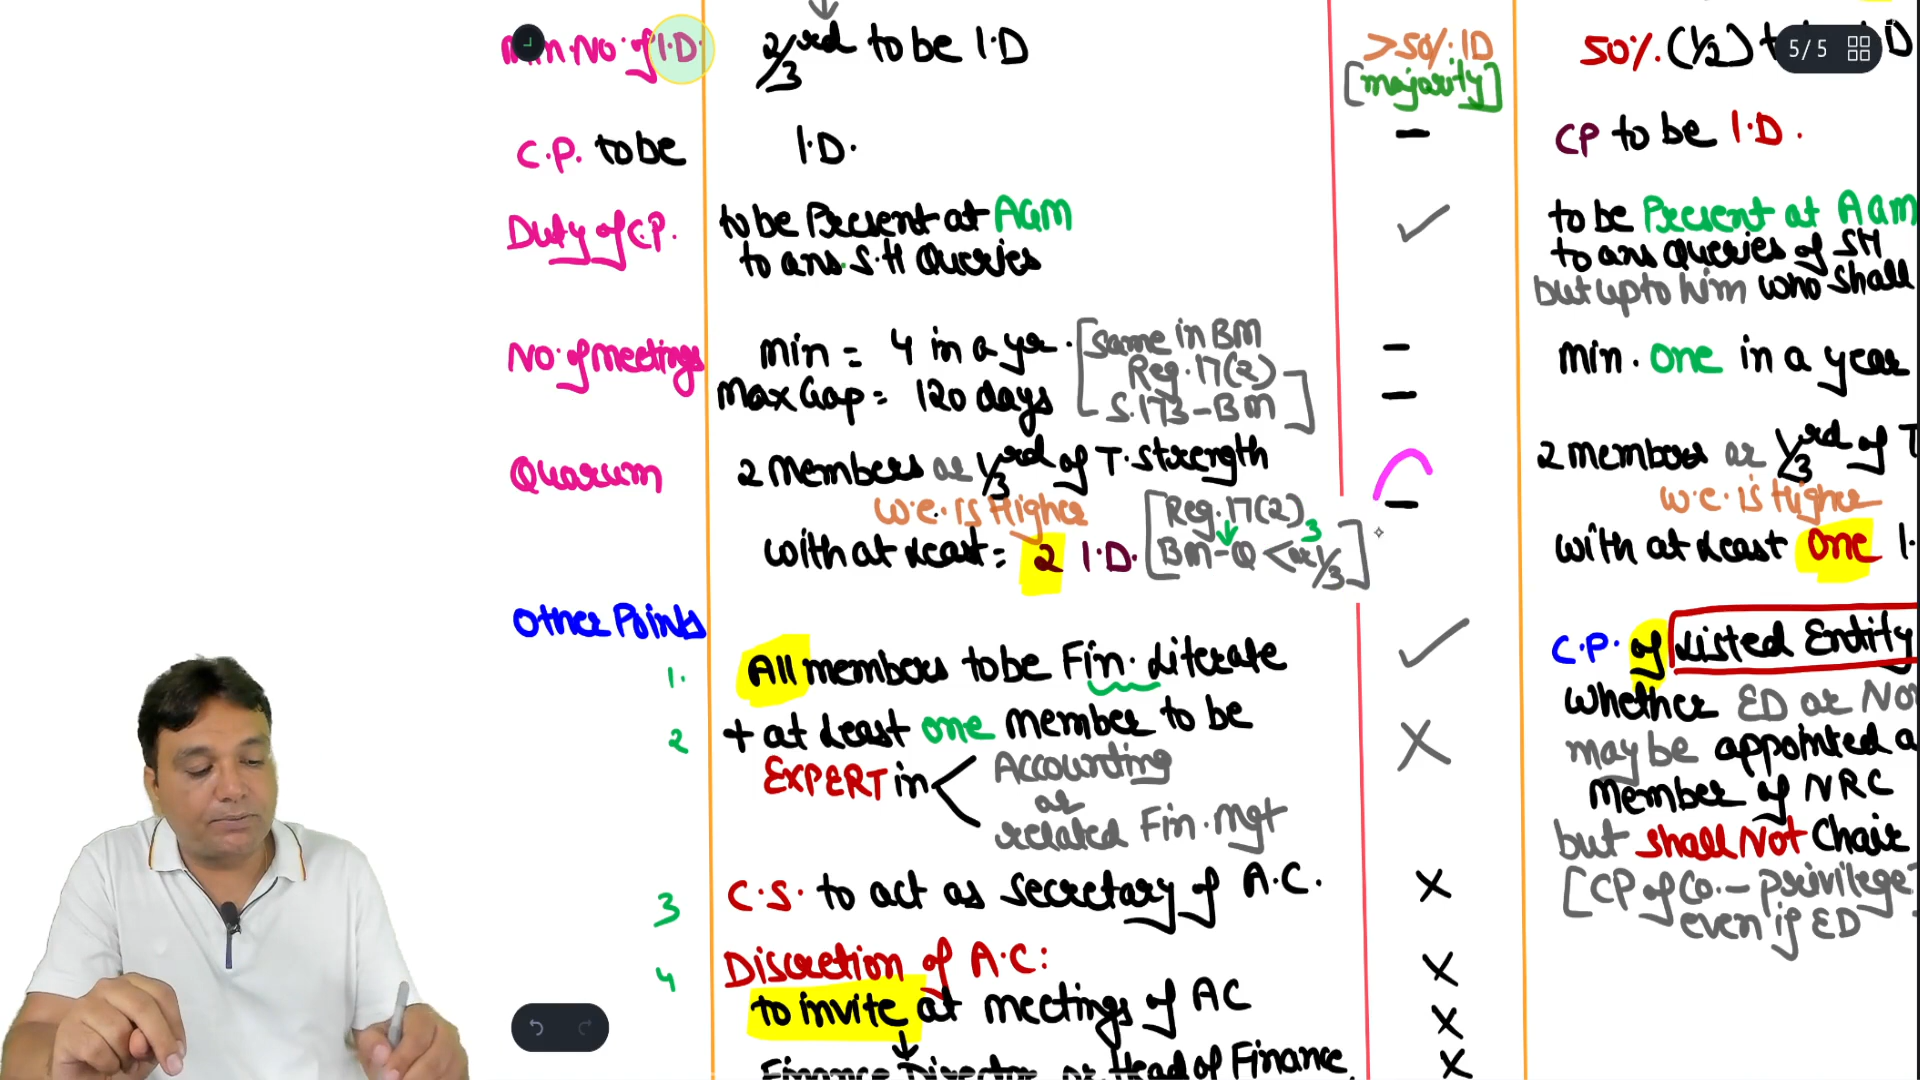 Min. No. of I.D. 2/3rd to be I.D >50% ID 50%. (1/2) I.D
[majority]
5/5
C.P. to be I.D. – CP to be I.D.
Duty of C.P. to be Present at AGM ✓ to be Present at AGM
to ans. S.H Queries to ans Queries of SH
but upto him who shall
No. of meetings min = 4 in a yr. [Same in BM – min. one in a year
Reg. 17(2)
Max Gap = 120 days S.173-BM] –
Quorum 2 members or 1/3rd of T. strength – 2 members or 1/3rd of T
w.e. is Higher [Reg. 17(2) w.e. is Higher
with at least = 2 I.D. BM-Q < 3 or 1/3] with at least one I.
Other Points
1. All members to be Fin. Literate ✓ C.P. of Listed Entity
2 + at least one member to be X whether ED or No
EXPERT in < Accounting may be appointed a
or member of NRC
related Fin. Mgt but shall Not Chair
3 C.S. to act as secretary of A.C. X [CP of Co. – privilege
even if ED
4 Discretion of A.C: X
to invite at meetings of AC X
Finance Director or Head of Finance X